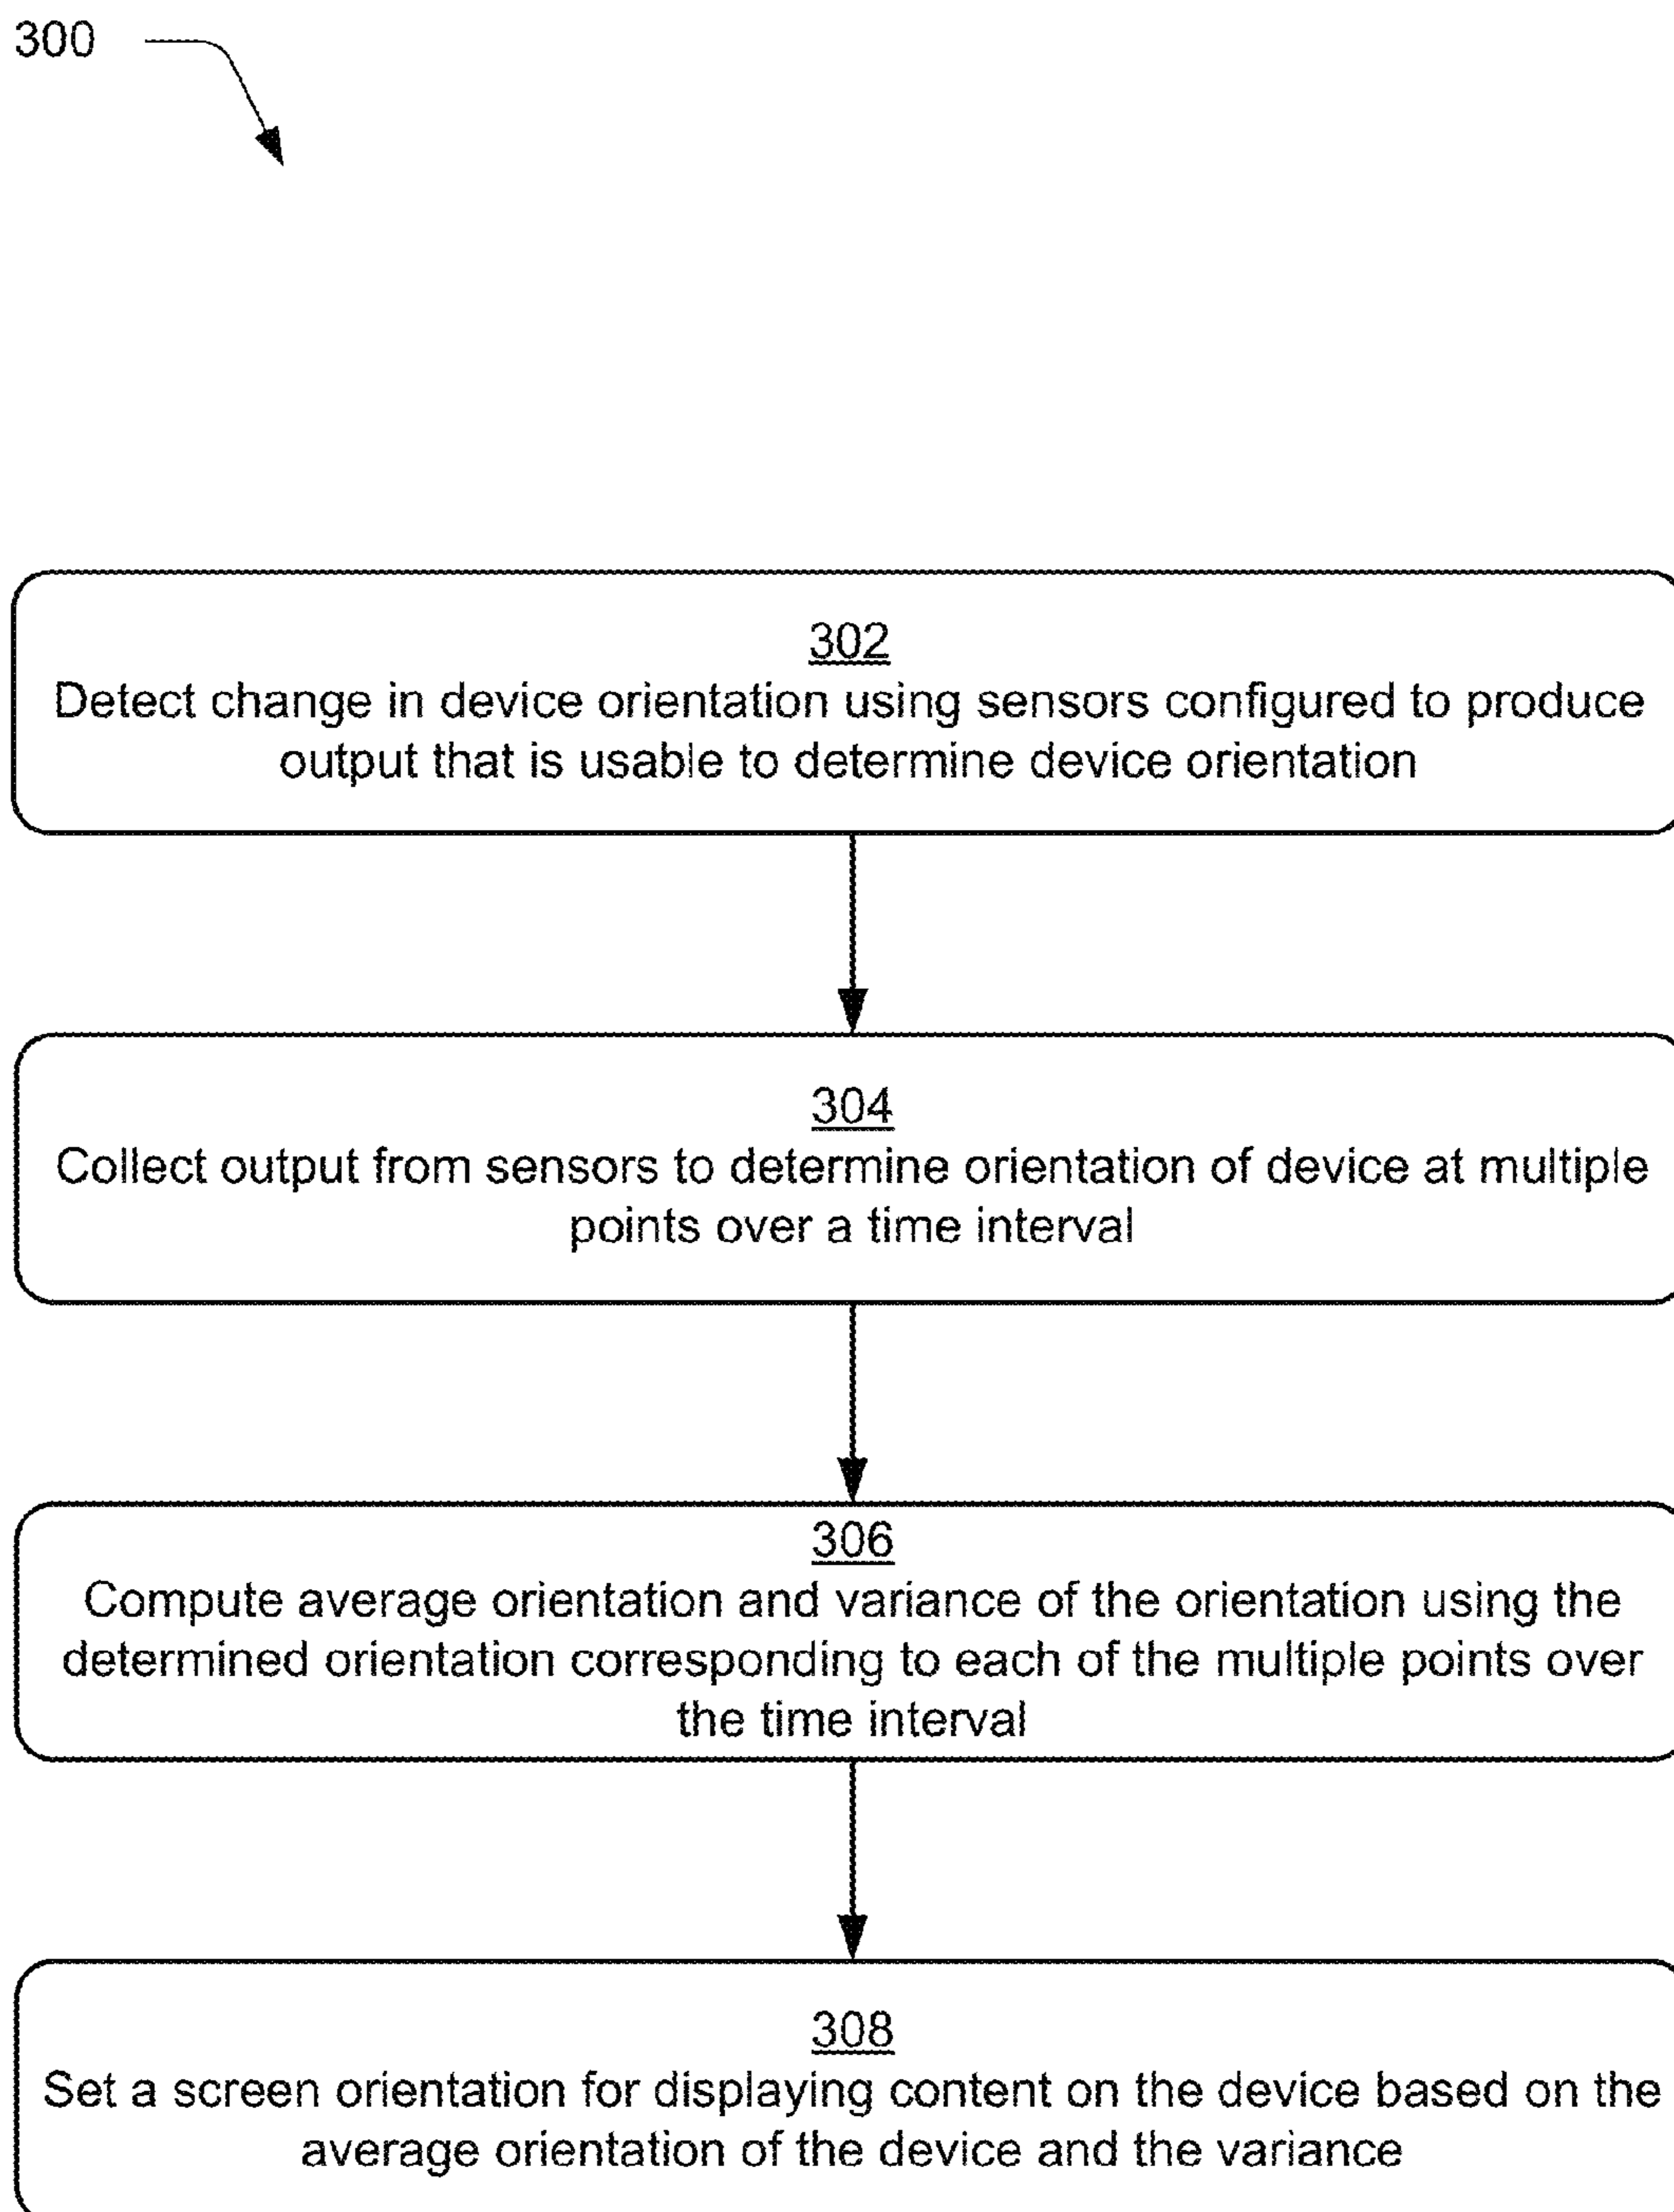 300
302
Detect change in device orientation using sensors configured to produce
output that is usable to determine device orientation
304
Collect output from sensors to determine orientation of device at multiple
points over a time interval
306
Compute average orientation and variance of the orientation using the
determined orientation corresponding to each of the multiple points over
the time interval
308
Set a screen orientation for displaying content on the device based on the
average orientation of the device and the variance